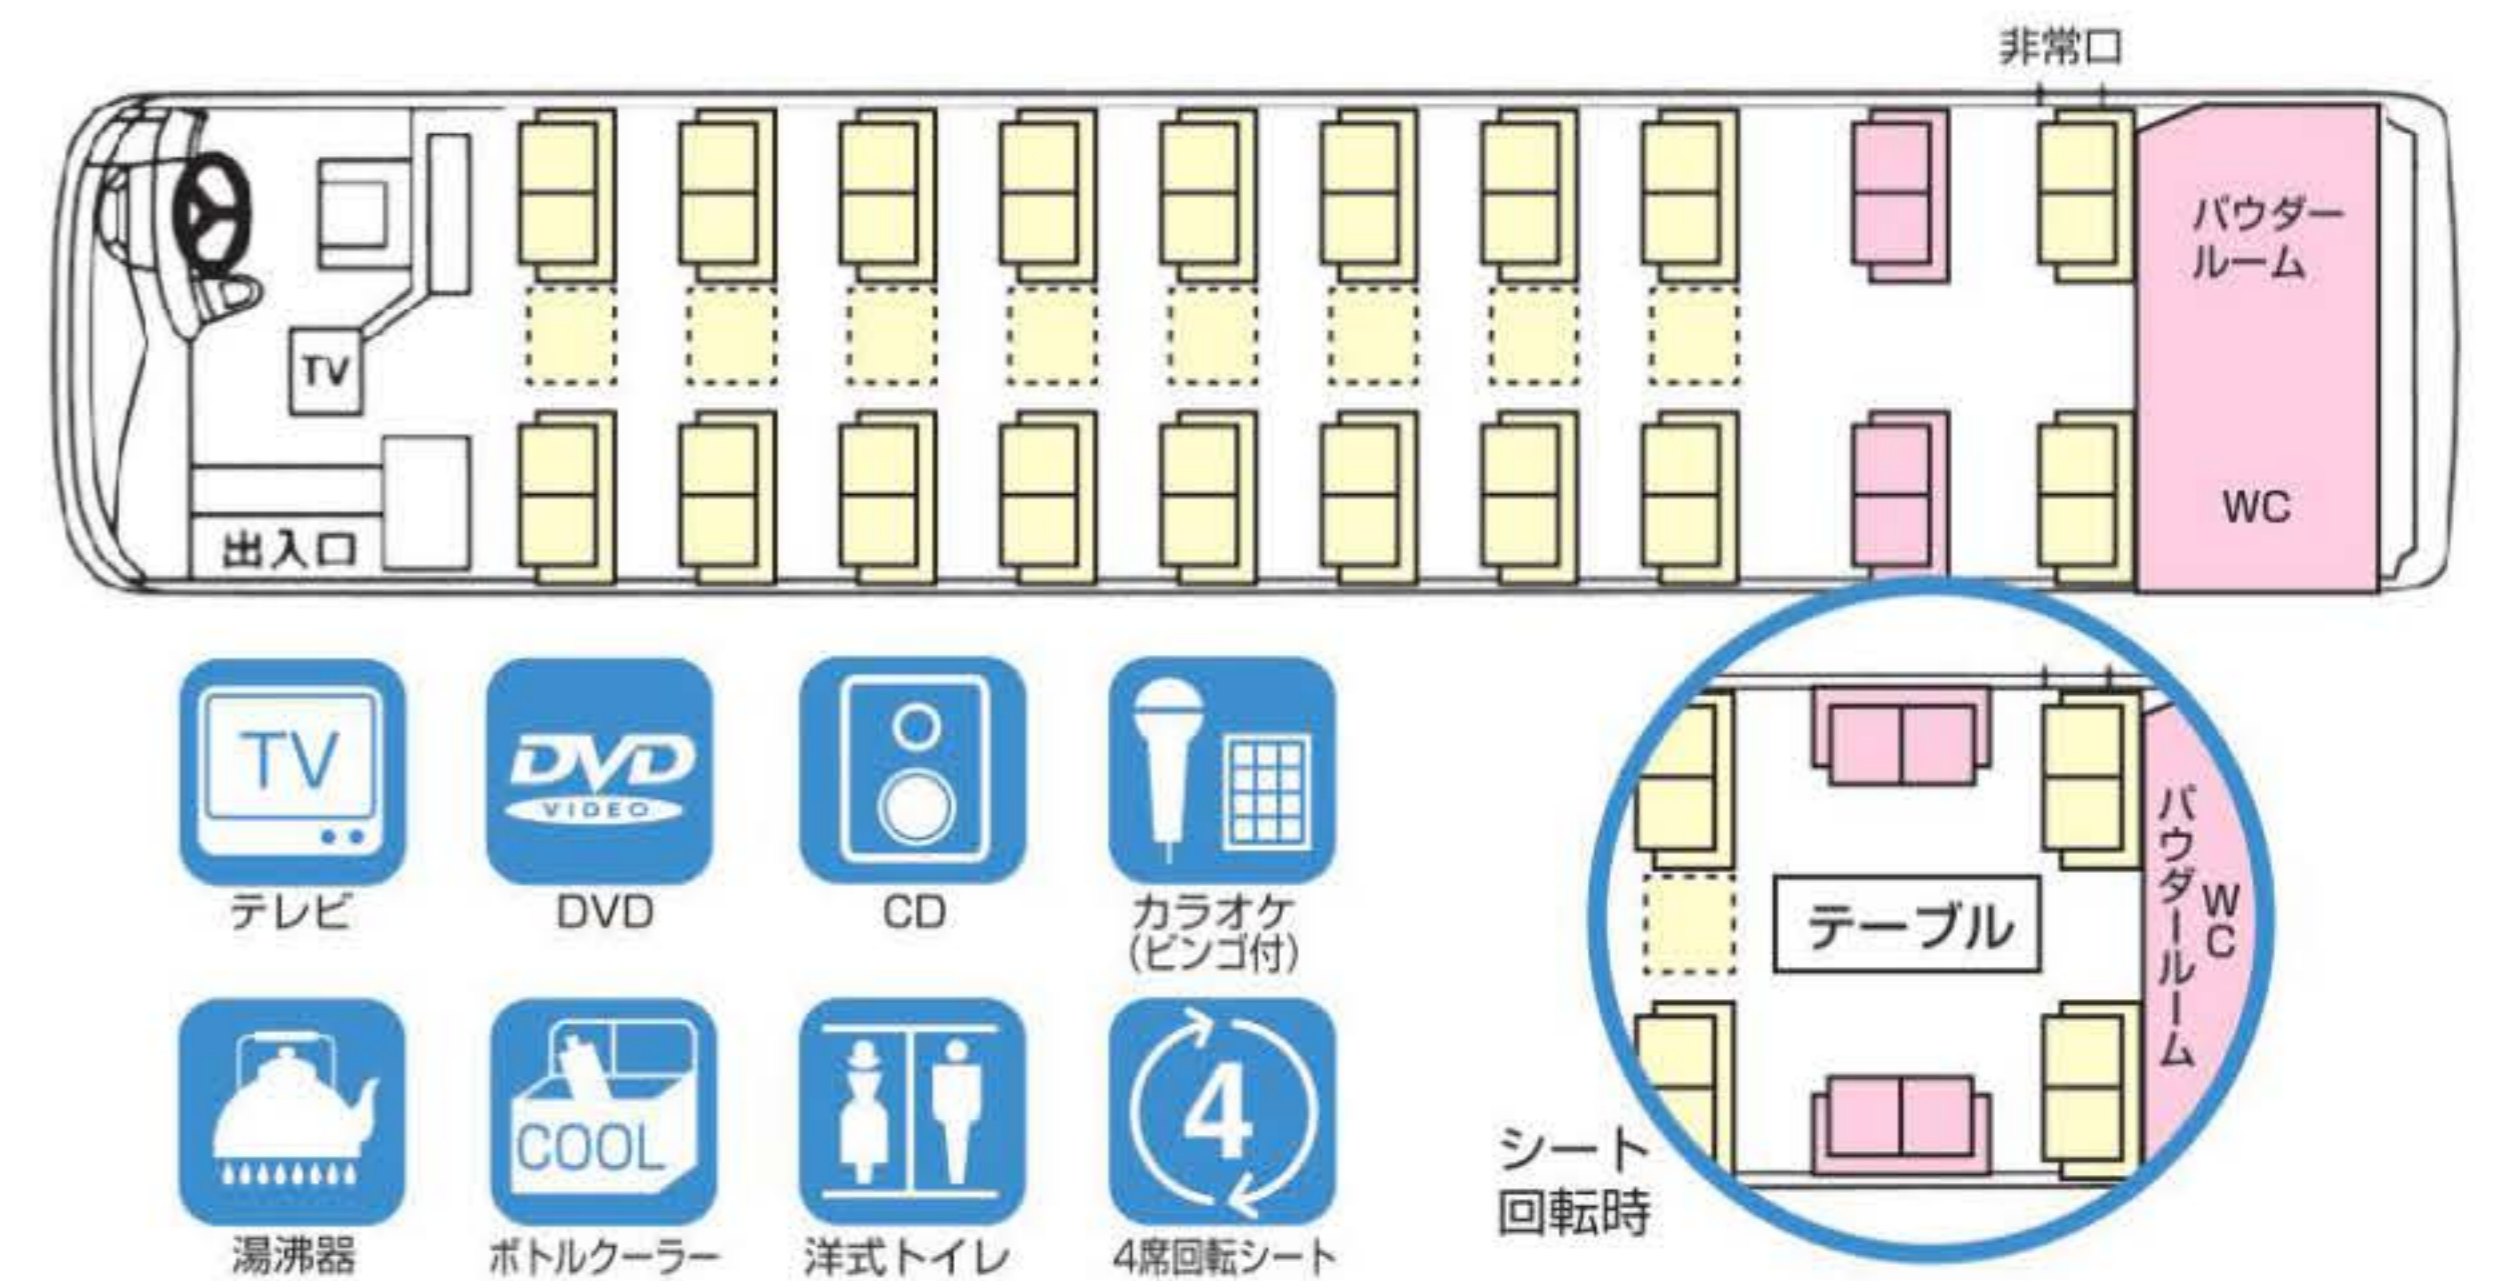 非常口
パウダー
ルーム
TV
WC
出入口
TV
DVD
VIDEO
テレビ
DVD
CD
カラオケ
(ビンゴ付)
テーブル
パウダールーム
WC
COOL
4
シート
回転時
湯沸器
ボトルクーラー
洋式トイレ
4席回転シート